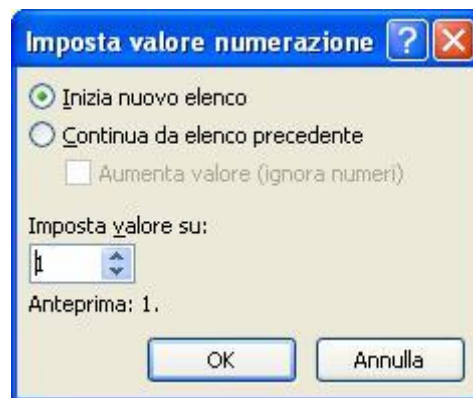 Imposta valore numerazione ?
Inizia nuovo elenco
Continua da elenco precedente
Aumenta valore (ignora numeri)
Imposta valore su:
1
Anteprima: 1.
OK Annulla